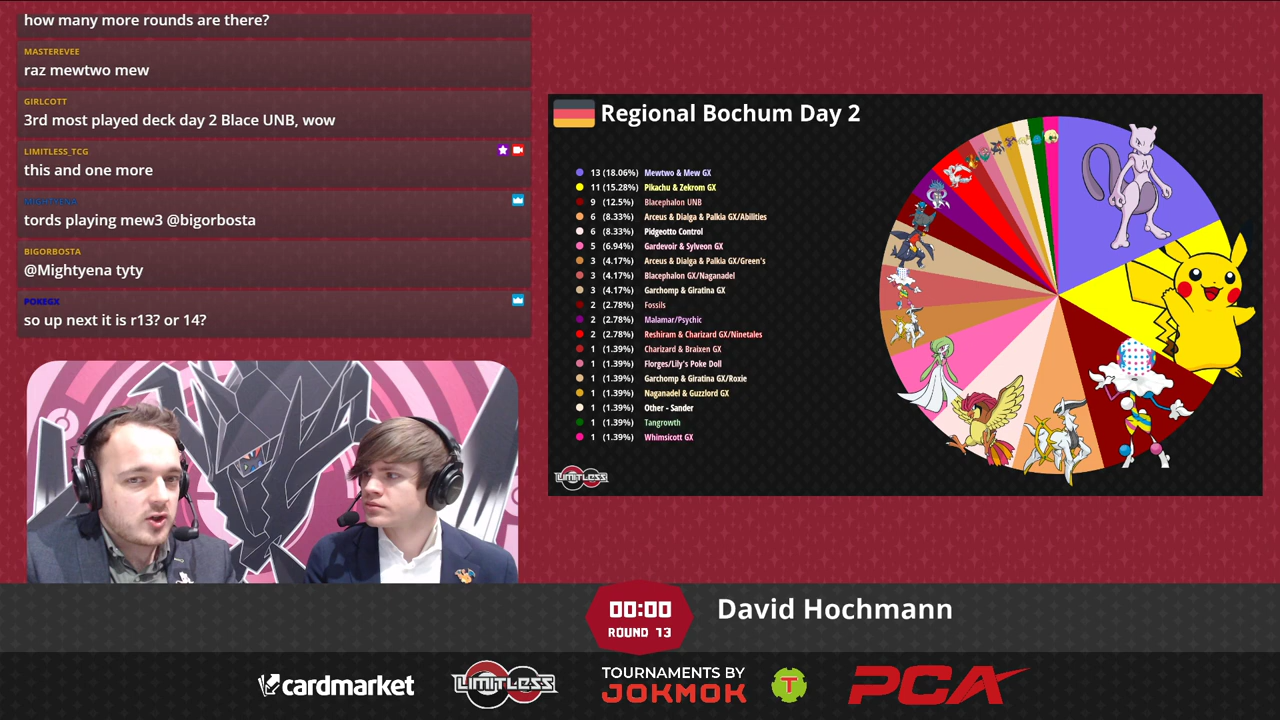 how many more rounds are there?
MASTEREVEE
raz mewtwo mew
GIRLCOTT
3rd most played deck day 2 Blace UNB, wow
LIMITLESS_TCG
this and one more
MIGHTYENA
tords playing mew3 @bigorbosta
BIGORBOSTA
@Mightyena tyty
POKEGX
so up next it is r13? or 14?
Regional Bochum Day 2
13 (18.06%) Mewtwo & Mew GX
11 (15.28%) Pikachu & Zekrom GX
9 (12.5%) Blacephalon UNB
6 (8.33%) Arceus & Dialga & Palkia GX/Abilities
6 (8.33%) Pidgeotto Control
5 (6.94%) Gardevoir & Sylveon GX
3 (4.17%) Arceus & Dialga & Palkia GX/Green's
3 (4.17%) Blacephalon GX/Naganadel
3 (4.17%) Garchomp & Giratina GX
2 (2.78%) Fossils
2 (2.78%) Malamar/Psychic
2 (2.78%) Reshiram & Charizard GX/Ninetales
1 (1.39%) Charizard & Braixen GX
1 (1.39%) Florges/Lily's Poke Doll
1 (1.39%) Garchomp & Giratina GX/Roxie
1 (1.39%) Naganadel & Guzzlord GX
1 (1.39%) Other - Sander
1 (1.39%) Tangrowth
1 (1.39%) Whimsicott GX
LIMITLESS
00:00
ROUND 13
David Hochmann
cardmarket
LIMITLESS
TOURNAMENTS BY
JOKMOK
T
PCA